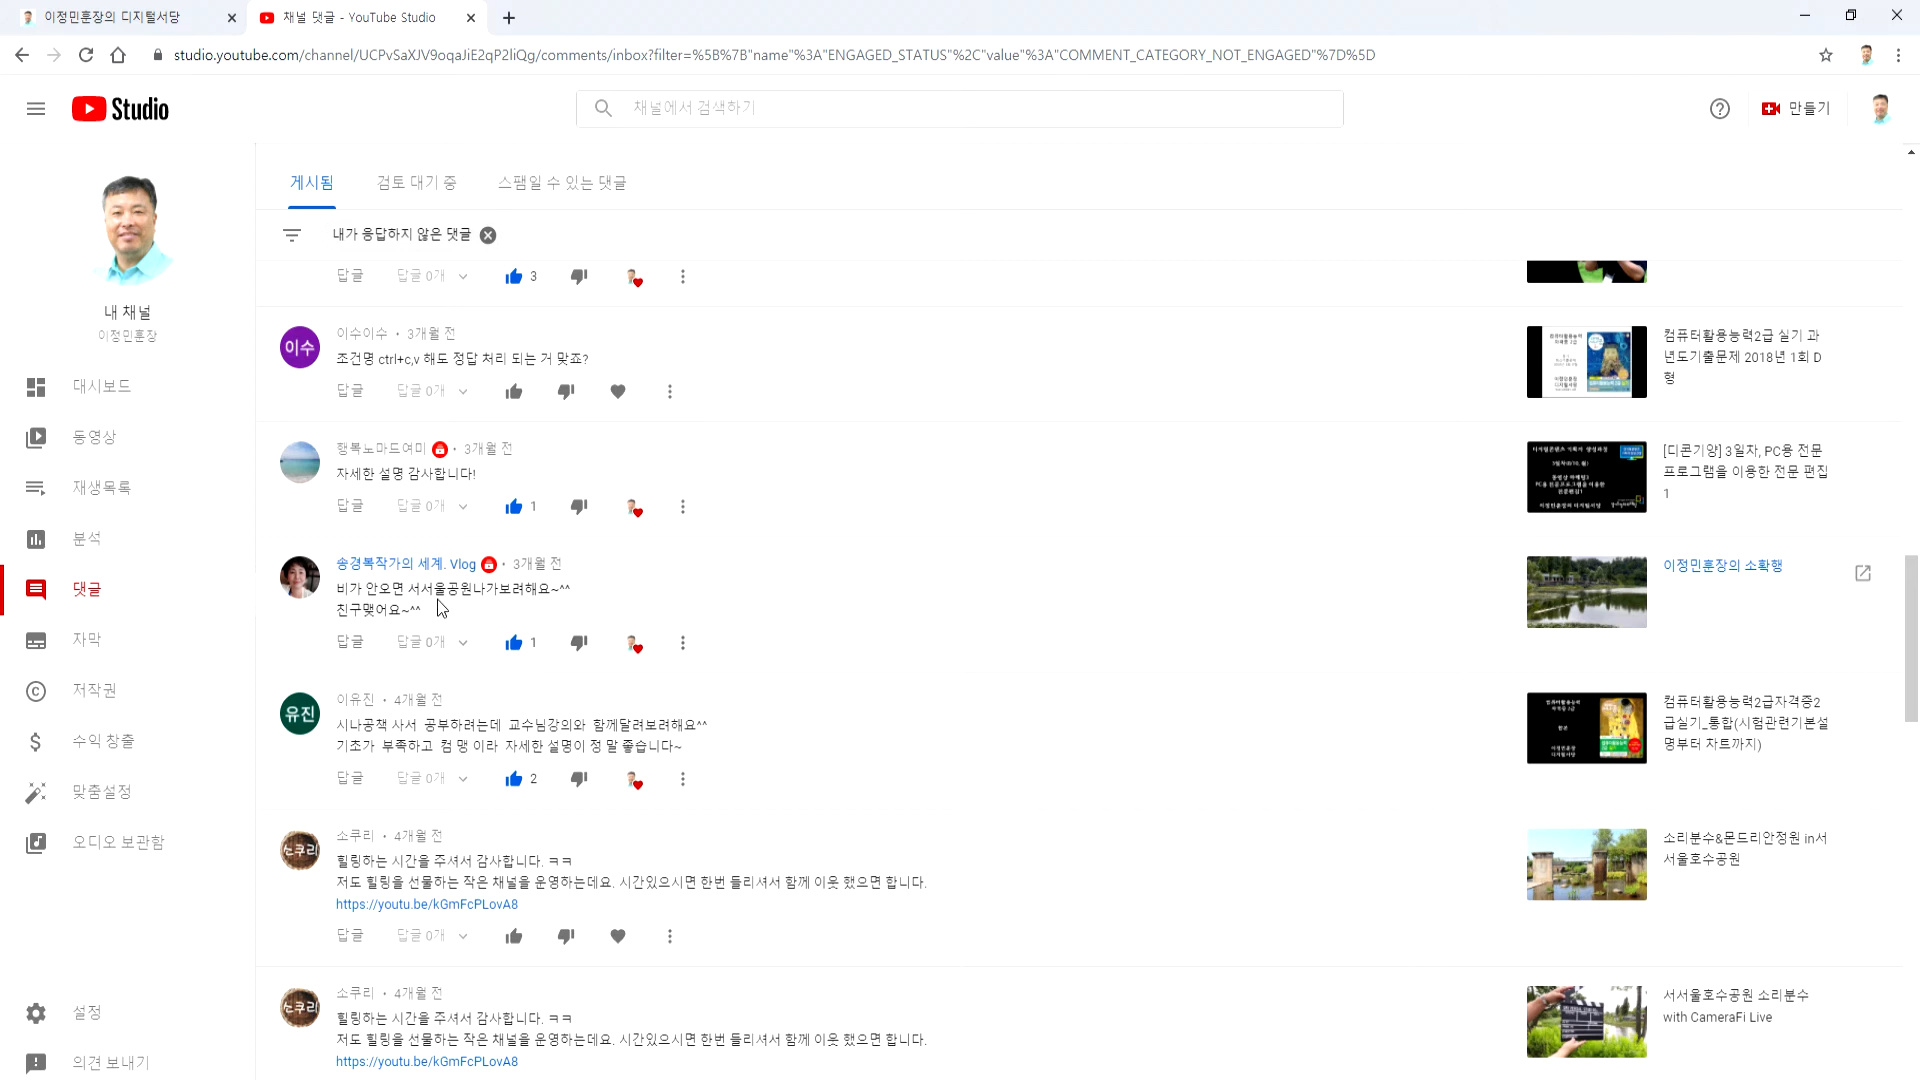 이정민훈장의 디지털서당
채널 댓글 - YouTube Studio
studio.youtube.com/channel/UCPvSaXJV9oqaJiE2qP2liQg/comments/inbox?filter=%5B%7B"name"%3A"ENGAGED_STATUS"%2C"value"%3A"COMMENT_CATEGORY_NOT_ENGAGED"%7D%5D
Studio
채널에서 검색하기
만들기
내 채널
이정민훈장
대시보드
동영상
재생목록
분석
댓글
자막
저작권
수익 창출
맞춤설정
오디오 보관함
설정
의견 보내기
게시됨
검토 대기 중
스팸일 수 있는 댓글
내가 응답하지 않은 댓글
답글 답글 0개 3
이수
이수이수 • 3개월 전
조건명 ctrl+c,v 해도 정답 처리 되는 거 맞죠?
답글 답글 0개
컴퓨터활용능력2급 실기 과
년도기출문제 2018년 1회 D
형
행복노마드여미 • 3개월 전
자세한 설명 감사합니다!
답글 답글 0개 1
[디콘기양] 3일차, PC용 전문
프로그램을 이용한 전문 편집
1
송경복작가의 세계. Vlog • 3개월 전
비가 안오면 서서울공원나가보려해요~^^
친구맺어요~^^
답글 답글 0개 1
이정민훈장의 소확행
유진
이유진 • 4개월 전
시나공책 사서 공부하려는데 교수님강의와 함께달려보려해요^^
기초가 부족하고 컴 맹 이라 자세한 설명이 정 말 좋습니다~
답글 답글 0개 2
컴퓨터활용능력2급자격증2
급실기_통합(시험관련기본설
명부터 차트까지)
소쿠리
소쿠리 • 4개월 전
힐링하는 시간을 주셔서 감사합니다. ㅋㅋ
저도 힐링을 선물하는 작은 채널을 운영하는데요. 시간있으시면 한번 들리셔서 함께 이웃 했으면 합니다.
https://youtu.be/kGmFcPLovA8
답글 답글 0개
소리분수&몬드리안정원 in서
서울호수공원
소쿠리
소쿠리 • 4개월 전
힐링하는 시간을 주셔서 감사합니다. ㅋㅋ
저도 힐링을 선물하는 작은 채널을 운영하는데요. 시간있으시면 한번 들리셔서 함께 이웃 했으면 합니다.
https://youtu.be/kGmFcPLovA8
서서울호수공원 소리분수
with CameraFi Live